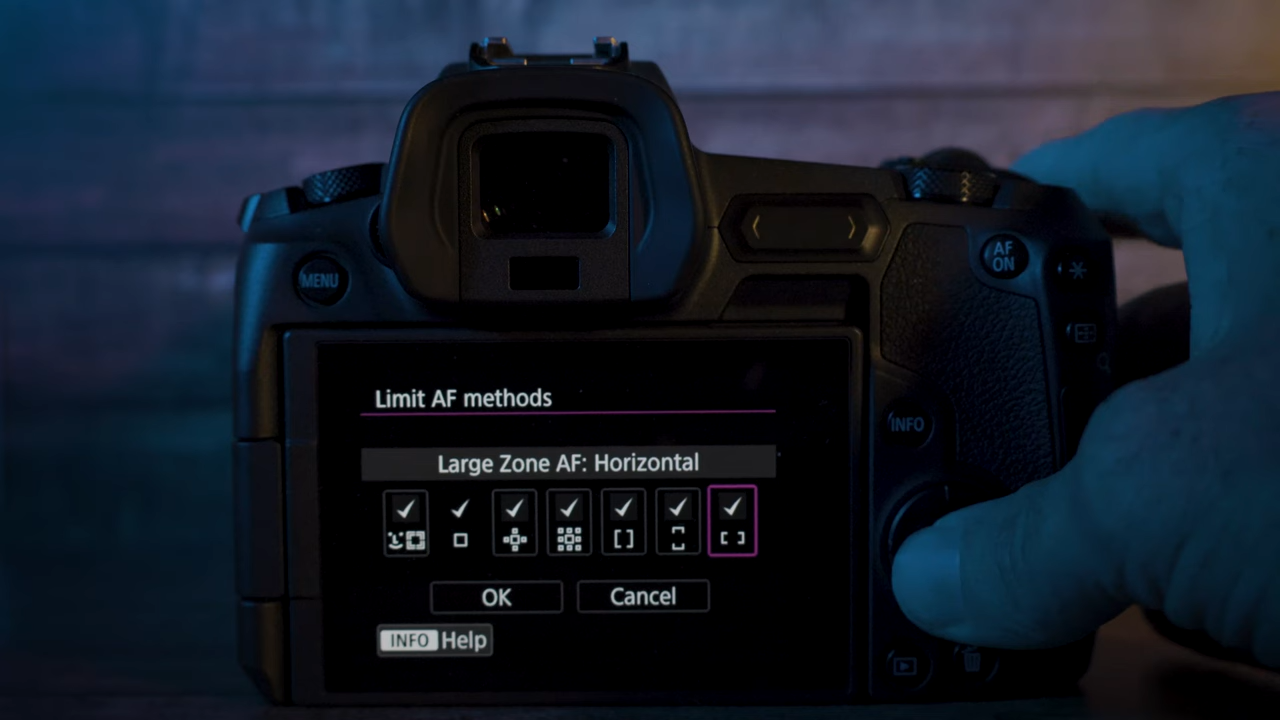 MENU
AF
ON
INFO
Limit AF methods
Large Zone AF: Horizontal
OK
Cancel
INFO Help